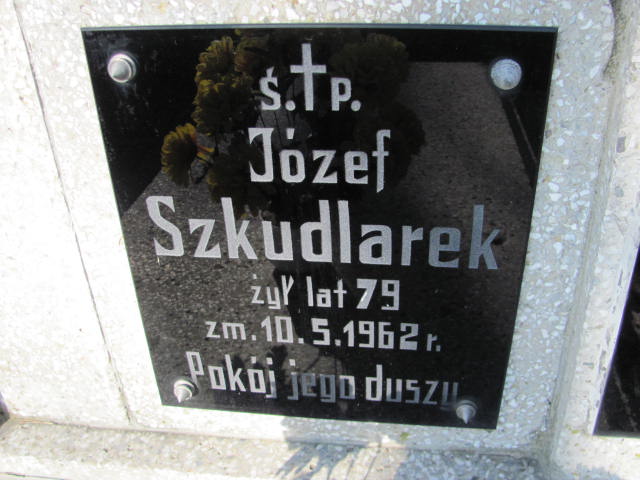 ś.†p.
Józef
Szkudlarek
żył lat 79
zm. 10.5.1962 r.
Pokój jego duszy